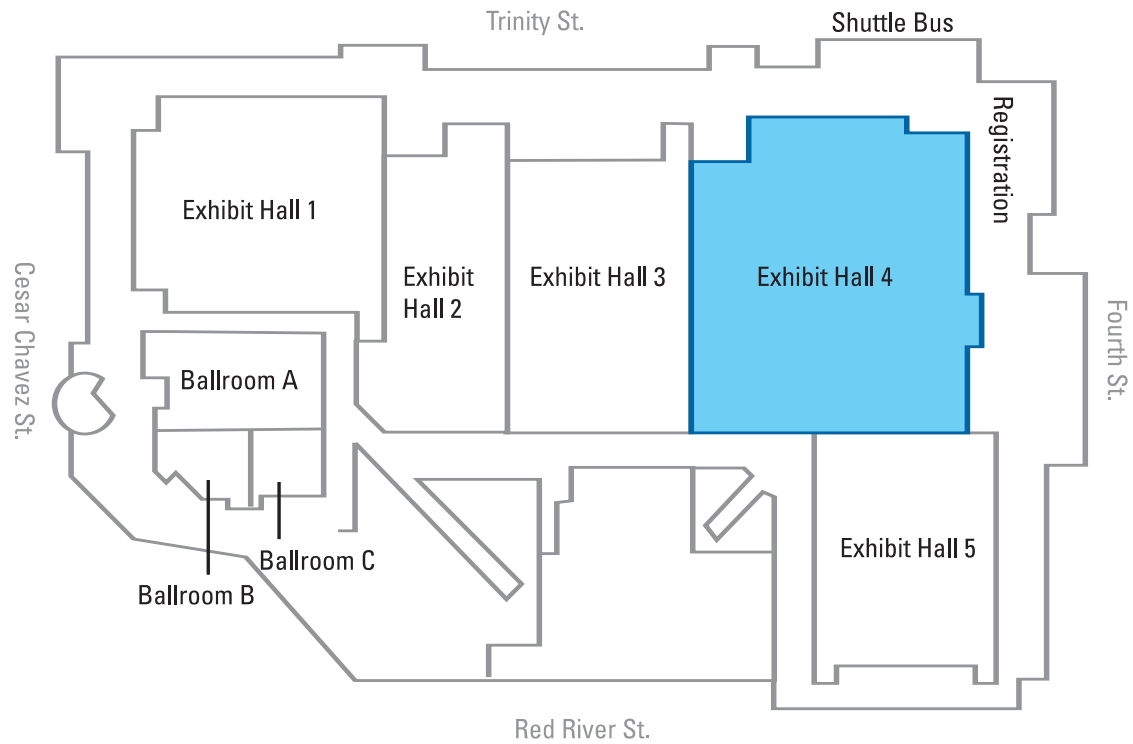 Trinity St.
Shuttle Bus
Registration
Exhibit Hall 1
Exhibit
Hall 2
Exhibit Hall 3
Exhibit Hall 4
Cesar Chavez St.
Fourth St.
Ballroom A
Ballroom B
Ballroom C
Exhibit Hall 5
Red River St.